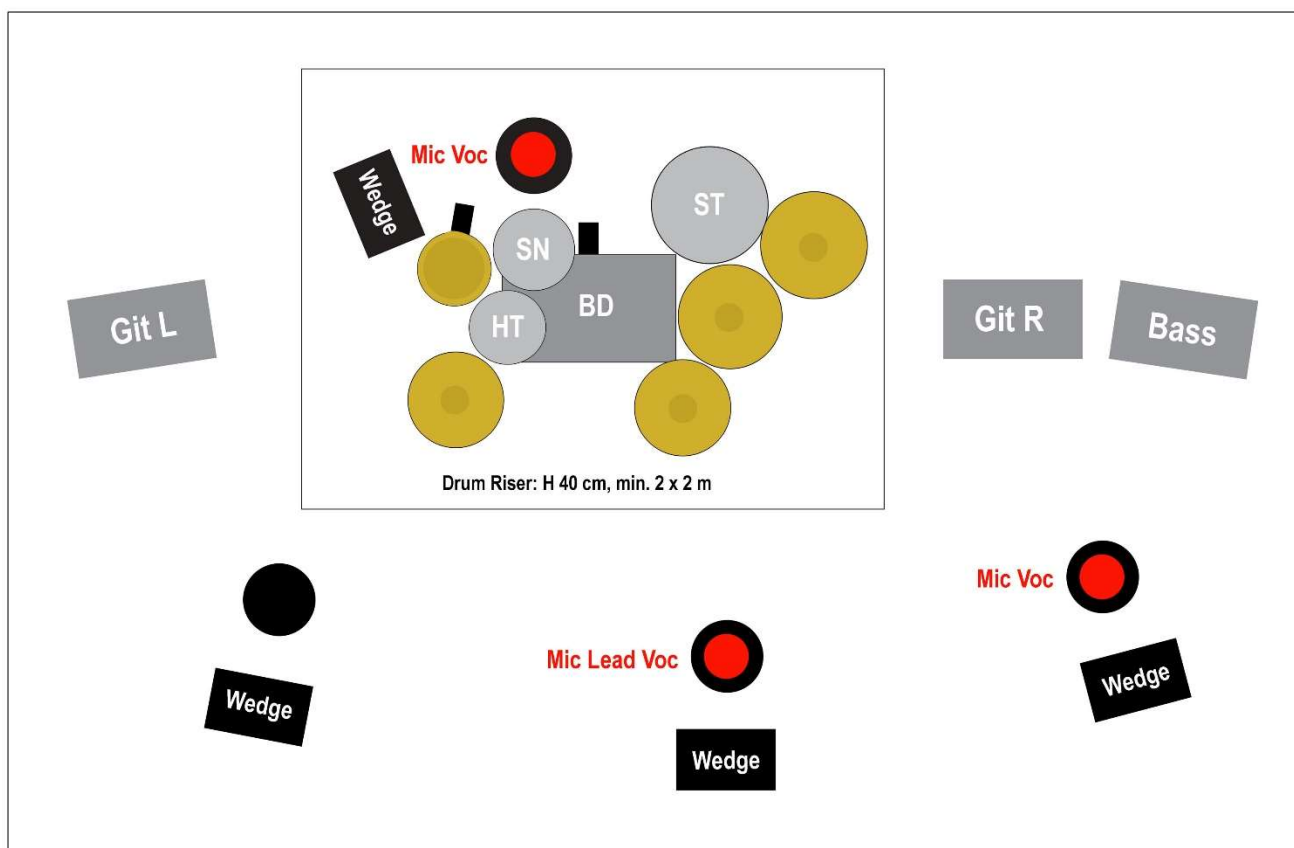 Mic Voc
Wedge
ST
SN
BD
HT
Git L
Git R
Bass
Drum Riser: H 40 cm, min. 2 x 2 m
Mic Voc
Mic Lead Voc
Wedge
Wedge
Wedge